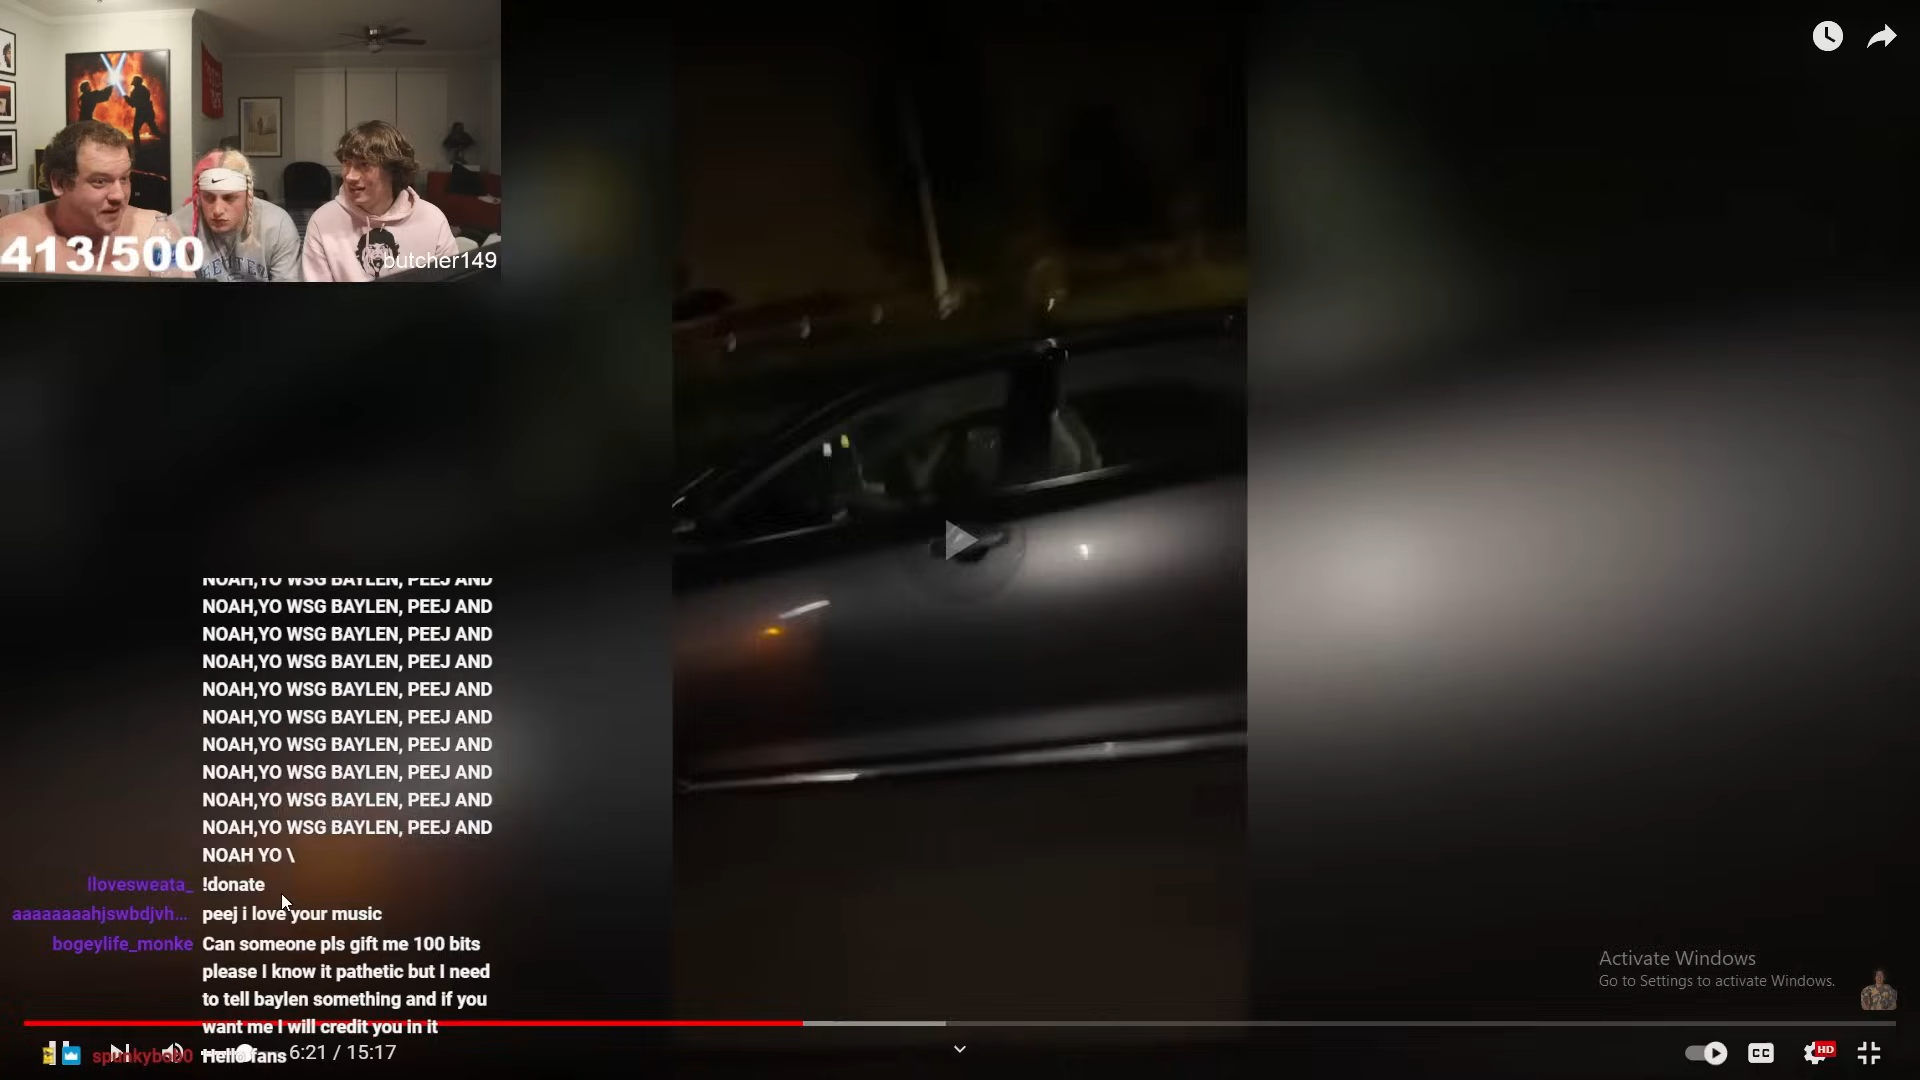 413/500
butcher149
NOAH,YO WSG BAYLEN, PEEJ AND
NOAH,YO WSG BAYLEN, PEEJ AND
NOAH,YO WSG BAYLEN, PEEJ AND
NOAH,YO WSG BAYLEN, PEEJ AND
NOAH,YO WSG BAYLEN, PEEJ AND
NOAH,YO WSG BAYLEN, PEEJ AND
NOAH,YO WSG BAYLEN, PEEJ AND
NOAH,YO WSG BAYLEN, PEEJ AND
NOAH,YO WSG BAYLEN, PEEJ AND
NOAH,YO WSG BAYLEN, PEEJ AND
NOAH YO \
!donate
peej i love your music
bogeylife_monke Can someone pls gift me 100 bits
please I know it pathetic but I need
to tell baylen something and if you
want me I will credit you in it
Hello fans
6:21 / 15:17
Activate Windows
Go to Settings to activate Windows.
CC
HD